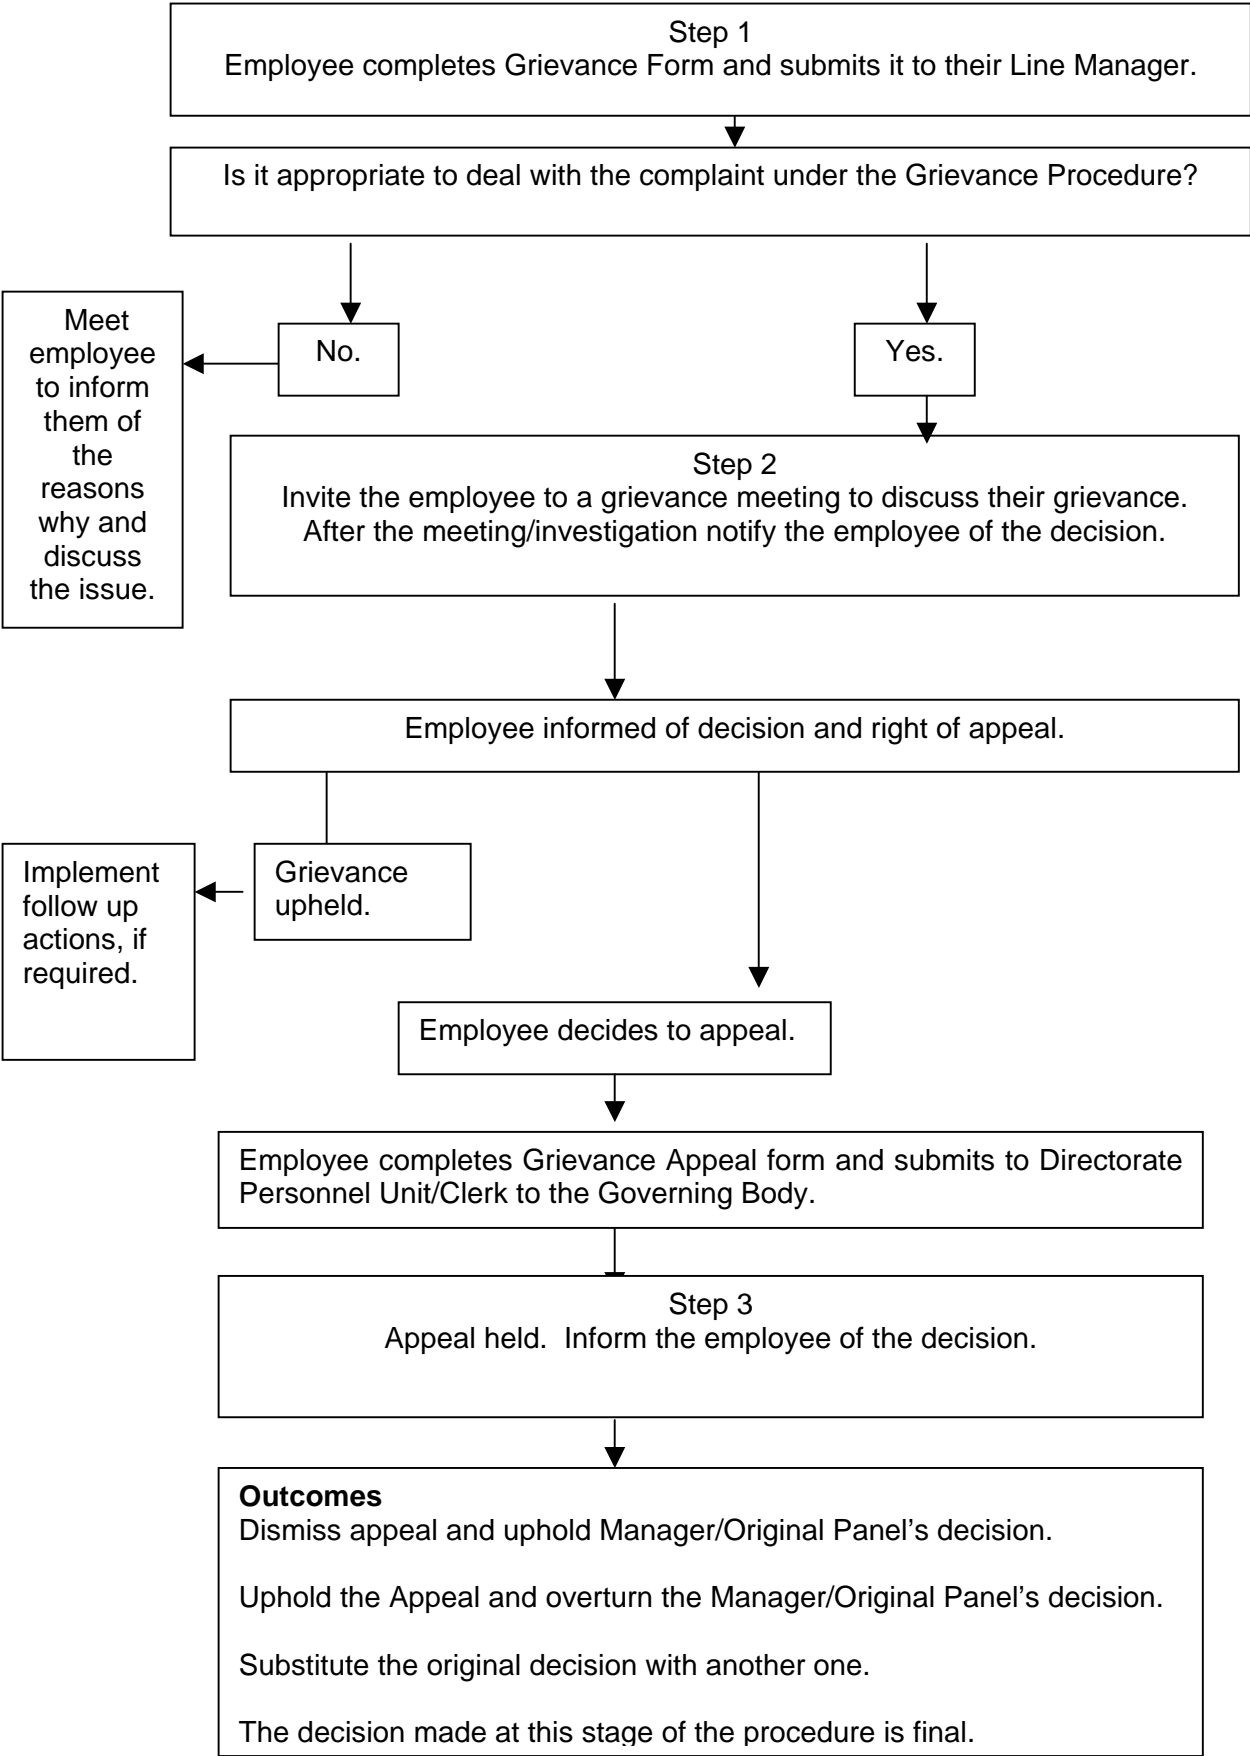 Step 1
Employee completes Grievance Form and submits it to their Line Manager.
Is it appropriate to deal with the complaint under the Grievance Procedure?
No.
Yes.
Meet
employee
to inform
them of
the
reasons
why and
discuss
the issue.
Step 2
Invite the employee to a grievance meeting to discuss their grievance.
After the meeting/investigation notify the employee of the decision.
Employee informed of decision and right of appeal.
Grievance
upheld.
Implement
follow up
actions, if
required.
Employee decides to appeal.
Employee completes Grievance Appeal form and submits to Directorate
Personnel Unit/Clerk to the Governing Body.
Step 3
Appeal held.  Inform the employee of the decision.
Outcomes
Dismiss appeal and uphold Manager/Original Panel’s decision.
Uphold the Appeal and overturn the Manager/Original Panel’s decision.
Substitute the original decision with another one.
The decision made at this stage of the procedure is final.